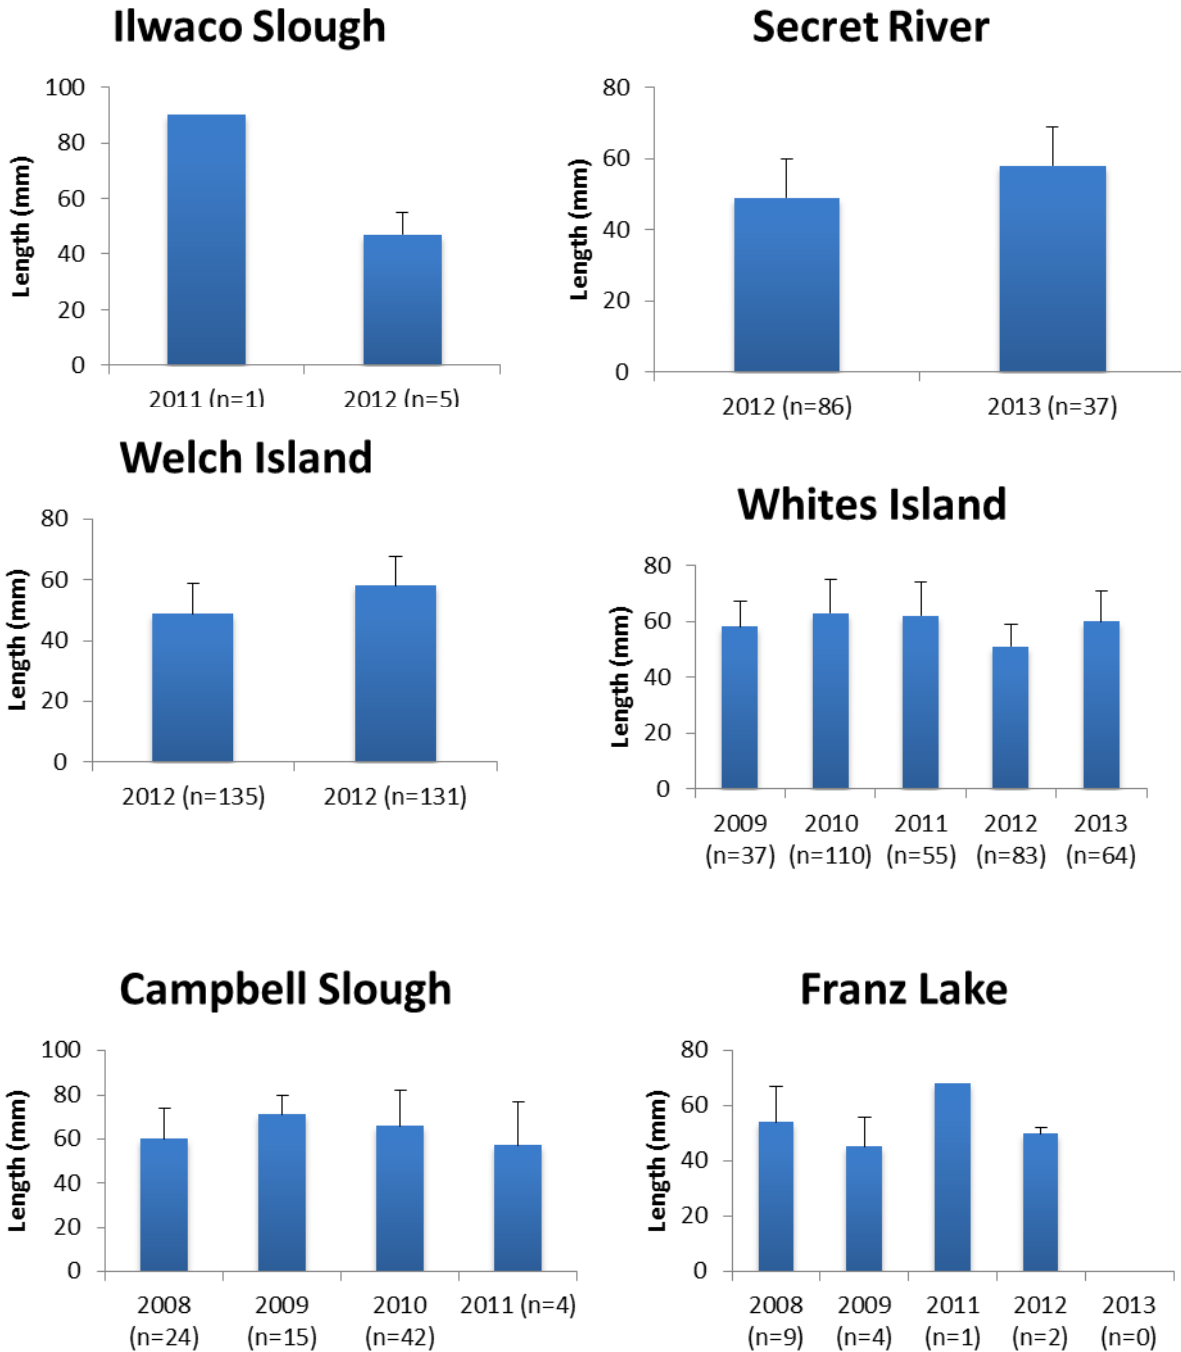 Ilwaco Slough
Length (mm)
100
80
60
40
20
0
2011 (n=1)
2012 (n=5)
Secret River
Length (mm)
80
60
40
20
0
2012 (n=86)
2013 (n=37)
Welch Island
Length (mm)
80
60
40
20
0
2012 (n=135)
2012 (n=131)
Whites Island
Length (mm)
80
60
40
20
0
2009
(n=37)
2010
(n=110)
2011
(n=55)
2012
(n=83)
2013
(n=64)
Campbell Slough
Length (mm)
100
80
60
40
20
0
2008
(n=24)
2009
(n=15)
2010
(n=42)
2011 (n=4)
Franz Lake
Length (mm)
80
60
40
20
0
2008
(n=9)
2009
(n=4)
2011
(n=1)
2012
(n=2)
2013
(n=0)